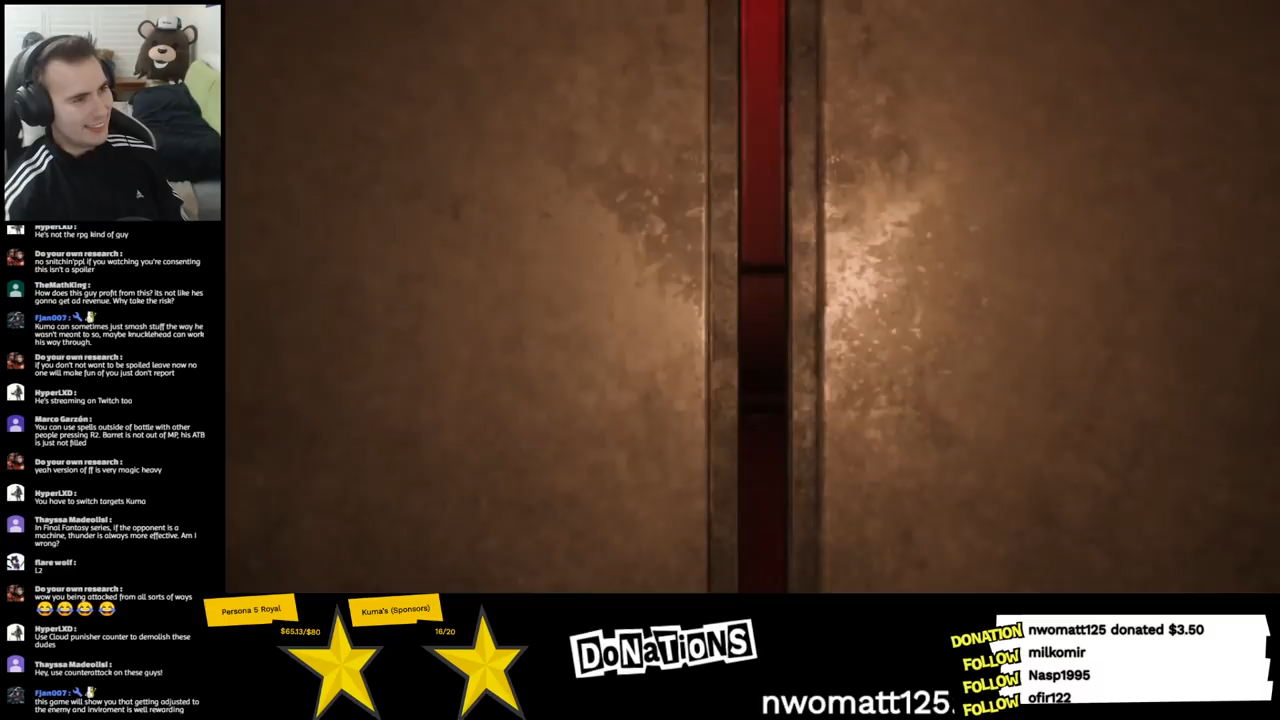 HyperLXD :
He's not the rpg kind of guy
Do your own research :
no snitchin'ppl if you watching you're consenting
this isn't a spoiler
TheMathKing :
How does this guy profit from this? its not like hes
gonna get ad revenue. Why take the risk?
Fjan007 :
Kuma can sometimes just smash stuff the way he
wasn't meant to so, maybe knucklehead can work
his way through.
Do your own research :
if you don't not want to be spoiled leave now no
one will make fun of you just don't report
HyperLXD :
He's streaming on Twitch too
Marco Garzón :
You can use spells outside of battle with other
people pressing R2. Barret is not out of MP, his ATB
is just not filled
Do your own research :
yeah version of ff is very magic heavy
HyperLXD :
You have to switch targets Kuma
Thayssa Madeolisi :
In Final Fantasy series, if the opponent is a
machine, thunder is always more effective. Am I
wrong?
flare wolf :
L2
Do your own research :
wow you being attacked from all sorts of ways
HyperLXD :
Use Cloud punisher counter to demolish these
dudes
Thayssa Madeolisi :
Hey, use counterattack on these guys!
Fjan007 :
this game will show you that getting adjusted to
the enemy and inviroment is well rewarding
Persona 5 Royal
$65.13/$80
Kuma's (Sponsors)
16/20
DoNaTioNS
nwomatt125.
DONATION nwomatt125 donated $3.50
FOLLOW milkomir
FOLLOW Nasp1995
FOLLOW ofir122